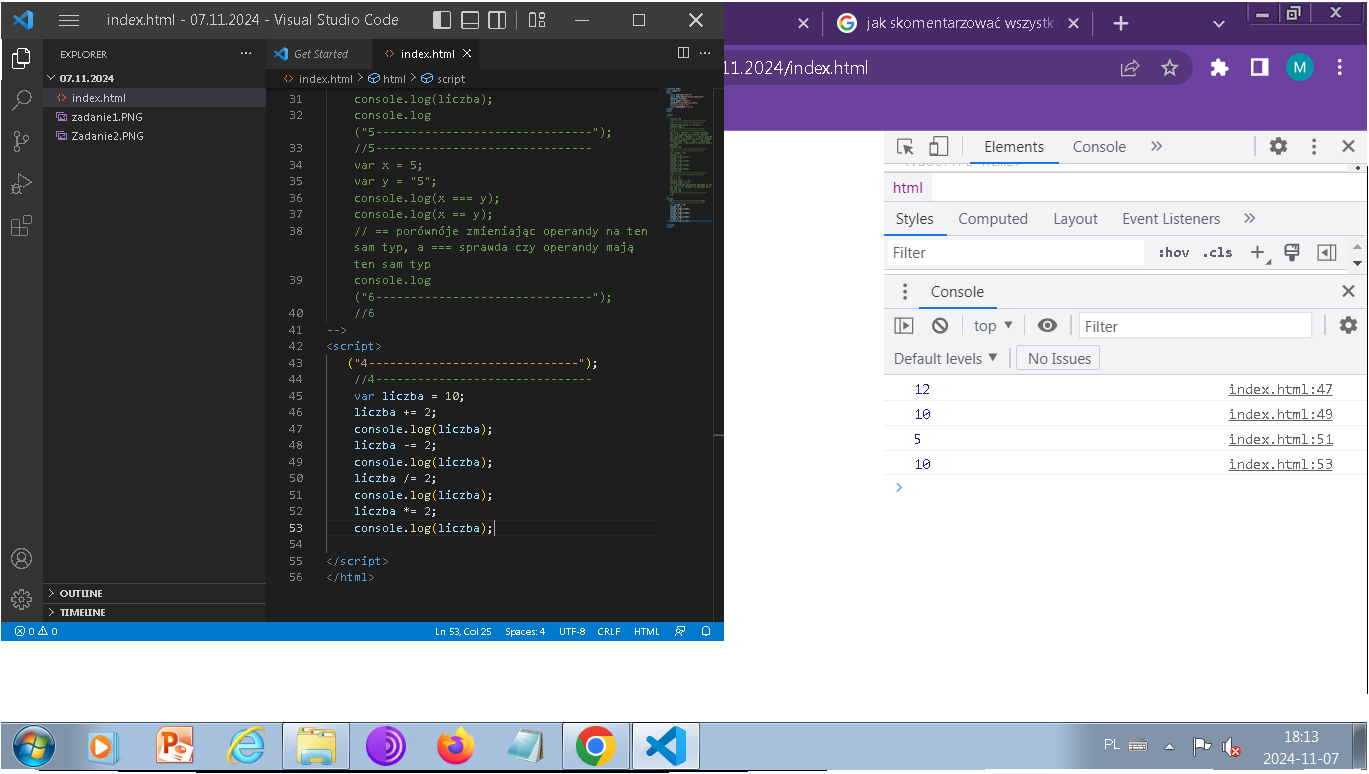 index.html - 07.11.2024 - Visual Studio Code
EXPLORER
07.11.2024
index.html
zadanie1.PNG
Zadanie2.PNG
OUTLINE
TIMELINE
Get Started
index.html
index.html > html > script
31 console.log(liczba);
32 console.log
("5-------------------------------");
33 //5-------------------------------
34 var x = 5;
35 var y = "5";
36 console.log(x === y);
37 console.log(x == y);
38 // == porównóje zmieniając operandy na ten
sam typ, a === sprawda czy operandy mają
ten sam typ
39 console.log
("6-------------------------------");
40 //6
41 -->
42 <script>
43 ("4------------------------------");
44 //4-------------------------------
45 var liczba = 10;
46 liczba += 2;
47 console.log(liczba);
48 liczba -= 2;
49 console.log(liczba);
50 liczba /= 2;
51 console.log(liczba);
52 liczba *= 2;
53 console.log(liczba);
54
55 </script>
56 </html>
0 0
Ln 53, Col 25 Spaces: 4 UTF-8 CRLF HTML
jak skomentarzować wszystk
11.2024/index.html
M
Elements Console
html
Styles Computed Layout Event Listeners
Filter :hov .cls
Console
top Filter
Default levels No Issues
12 index.html:47
10 index.html:49
5 index.html:51
10 index.html:53
PL
18:13
2024-11-07